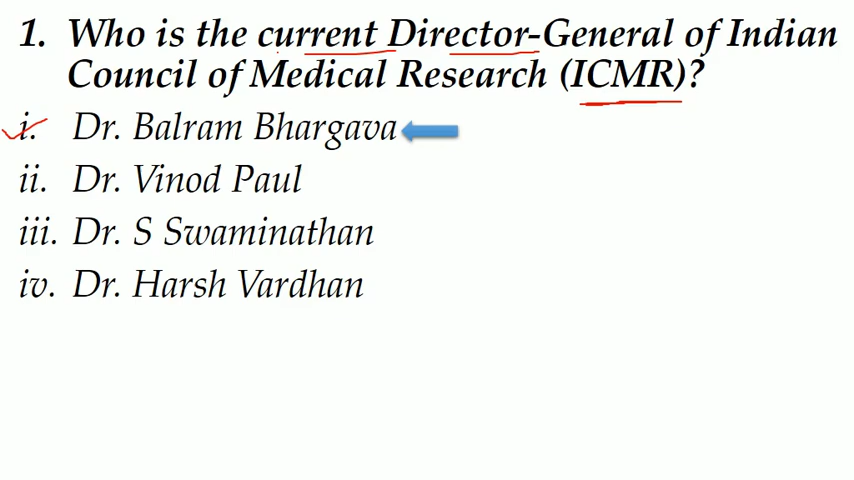 1. Who is the current Director-General of Indian
Council of Medical Research (ICMR)?
i. Dr. Balram Bhargava
ii. Dr. Vinod Paul
iii. Dr. S Swaminathan
iv. Dr. Harsh Vardhan